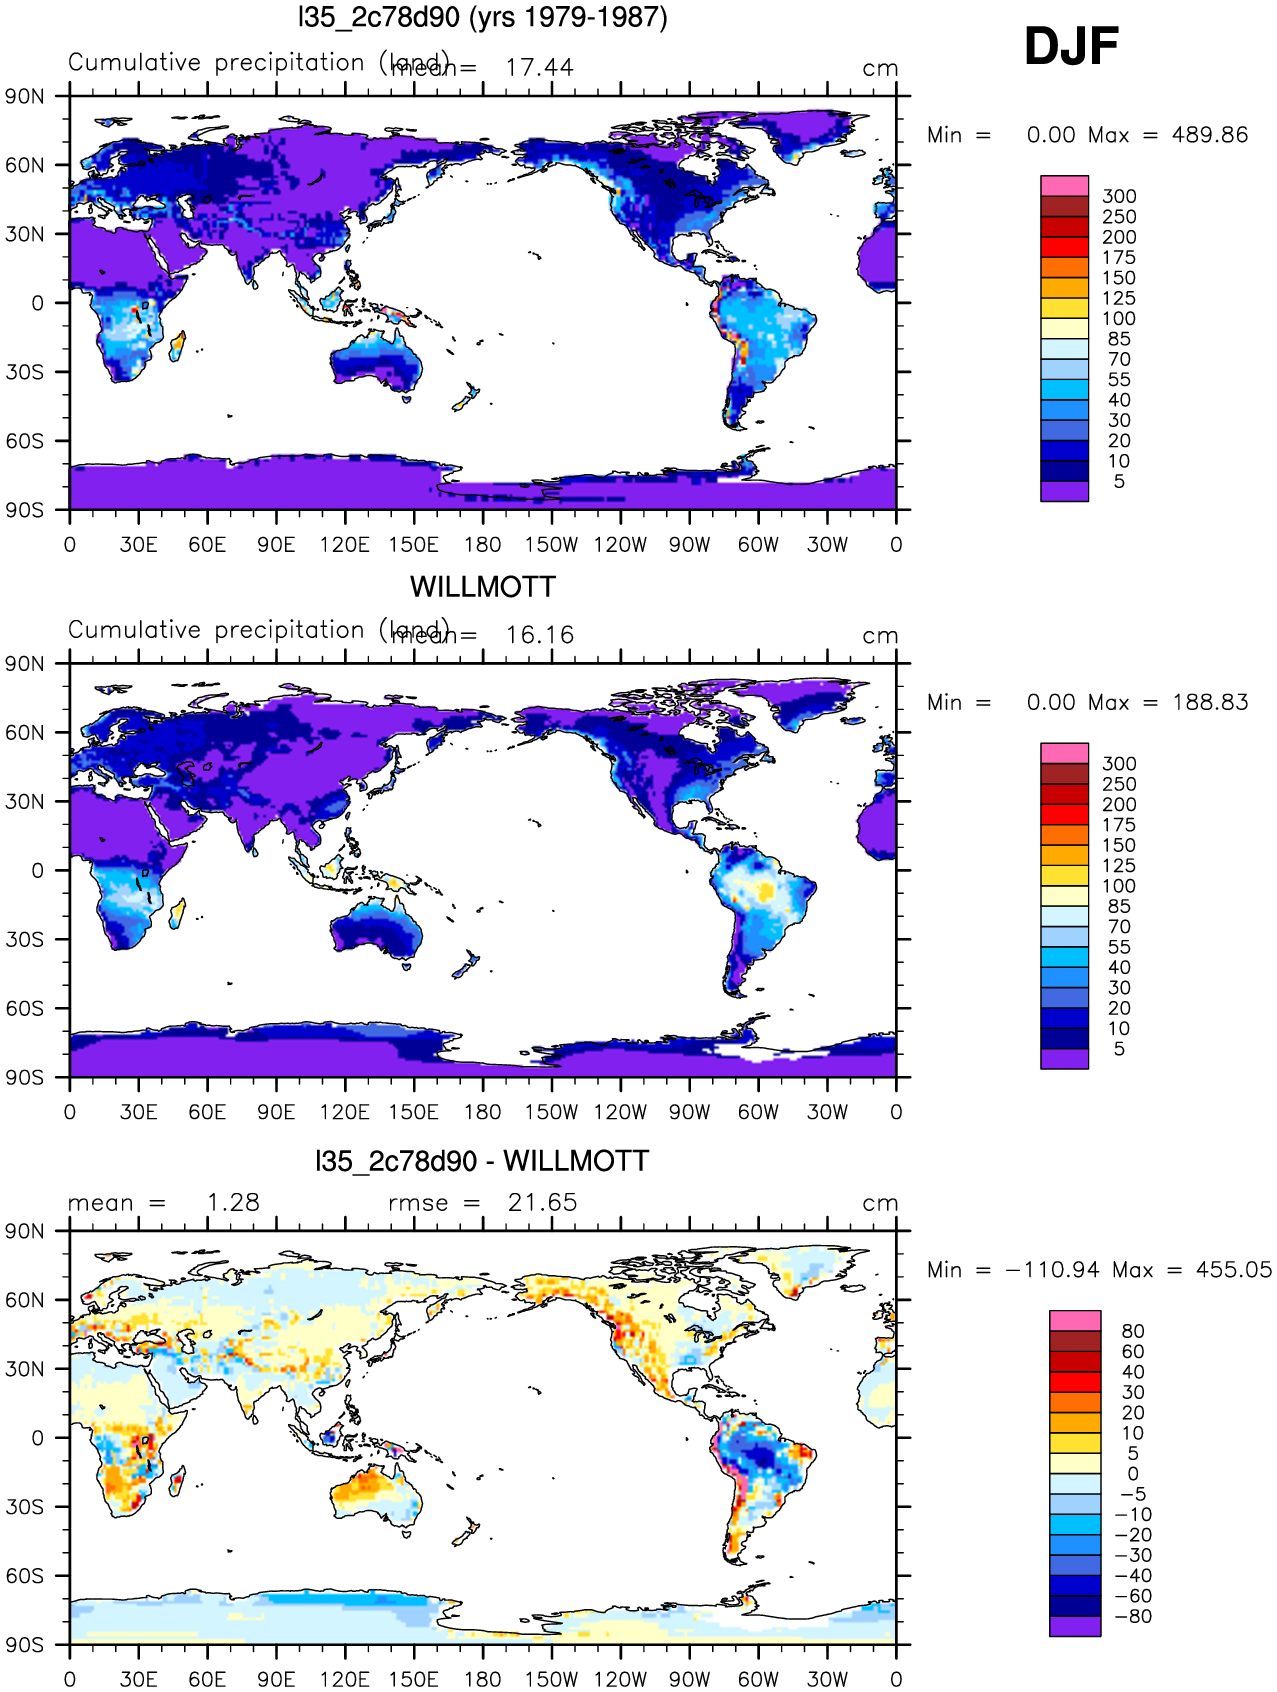 l35_2c78d90 (yrs 1979-1987)
DJF
Cumulative precipitation (land)
mean= 17.44
cm
Min = 0.00 Max = 489.86
90N
60N
30N
0
30S
60S
90S
0 30E 60E 90E 120E 150E 180 150W 120W 90W 60W 30W 0
300
250
200
175
150
125
100
85
70
55
40
30
20
10
5
WILLMOTT
Cumulative precipitation (land)
mean= 16.16
cm
Min = 0.00 Max = 188.83
90N
60N
30N
0
30S
60S
90S
0 30E 60E 90E 120E 150E 180 150W 120W 90W 60W 30W 0
300
250
200
175
150
125
100
85
70
55
40
30
20
10
5
l35_2c78d90 - WILLMOTT
mean = 1.28 rmse = 21.65 cm
Min = −110.94 Max = 455.05
90N
60N
30N
0
30S
60S
90S
0 30E 60E 90E 120E 150E 180 150W 120W 90W 60W 30W 0
80
60
40
30
20
10
5
0
−5
−10
−20
−30
−40
−60
−80